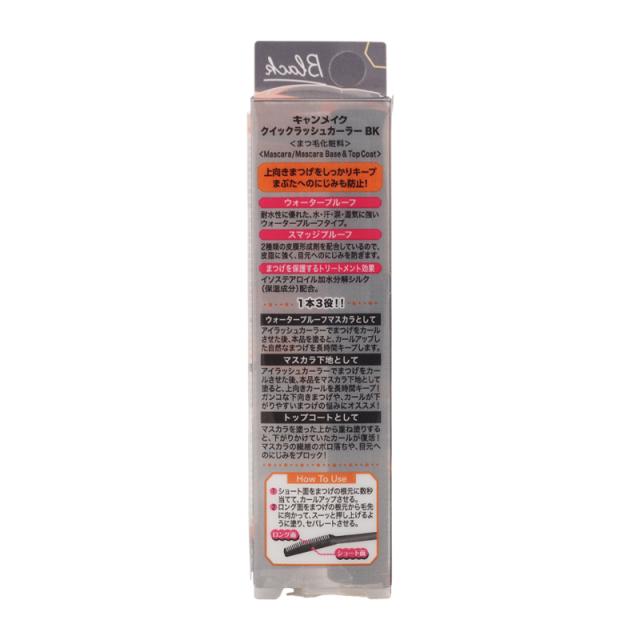 Black
キャンメイク
クイックラッシュカーラー BK
＜まつ毛化粧料＞
＜Mascara/Mascara Base & Top Coat＞
上向きまつげをしっかりキープ
まぶたへのにじみも防止!
ウォータープルーフ
耐水性に優れた、水・汗・涙・湿気に強い
ウォータープルーフタイプ。
スマッジプルーフ
2種類の皮膜形成剤を配合しているので、
皮脂に強く、目元へのにじみを防ぎます。
まつげを保護するトリートメント効果
イソステアロイル加水分解シルク
(保湿成分)配合。
1本3役!!
ウォータープルーフマスカラとして
アイラッシュカーラーでまつげをカール
させた後、本品を塗ると、カールアップし
た自然なまつげを長時間キープします。
マスカラ下地として
アイラッシュカーラーでまつげをカ－
ルさせた後、本品をマスカラ下地として
塗ると、上向きカールを長時間キープ!
ガンコな下向きまつげや、カールが下
がりやすいまつげの悩みにオススメ!
トップコートとして
マスカラを塗った上から重ね塗りする
と、下がりかけていたカールが復活!
マスカラの繊維のボロ落ちや、目元へ
のにじみをブロック!
How To Use
1 ショート面をまつげの根元に数秒
当てて、カールアップさせる。
2 ロング面をまつげの根元から毛先
に向かって、スーッと押し上げるよ
うに塗り、セパレートさせる。
ロング面
ショート面